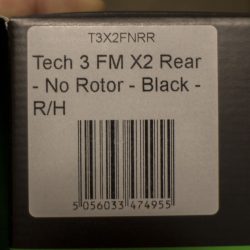 T3X2FNRR
Tech 3 FM X2 Rear
- No Rotor - Black -
R/H
5 056033 474955